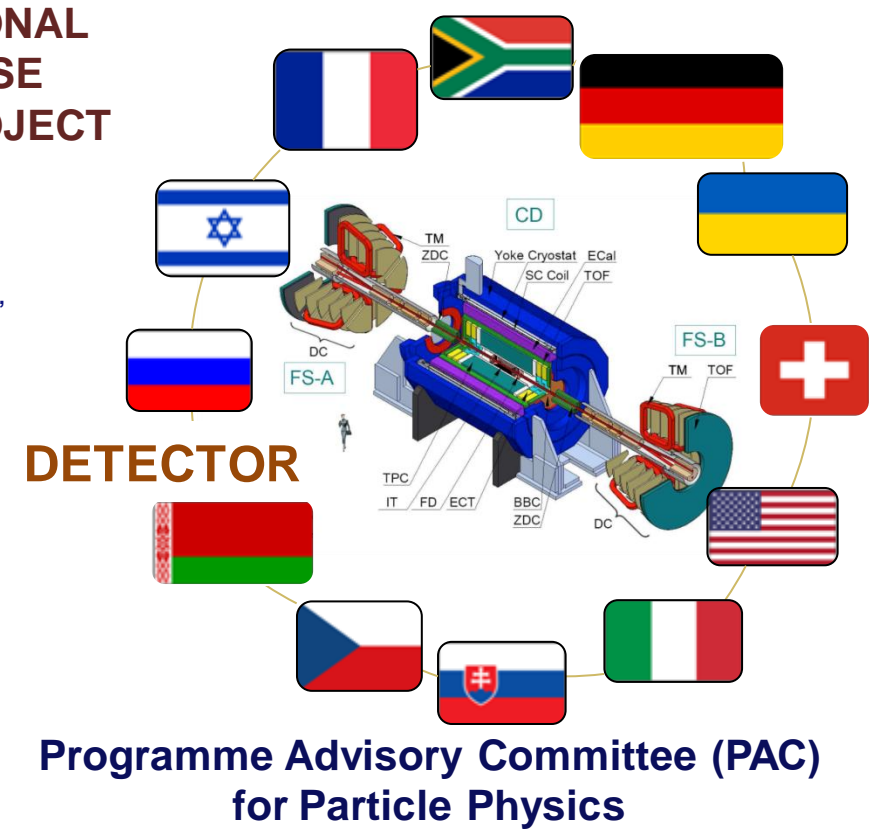 ONAL
SE
OJECT
,
CD
TM
ZDC
Yoke Cryostat
ECal
SC Coil
TOF
DC
FS-A
FS-B
TM
TOF
DETECTOR
TPC
IT
FD
ECT
BBC
ZDC
DC
Programme Advisory Committee (PAC)
for Particle Physics